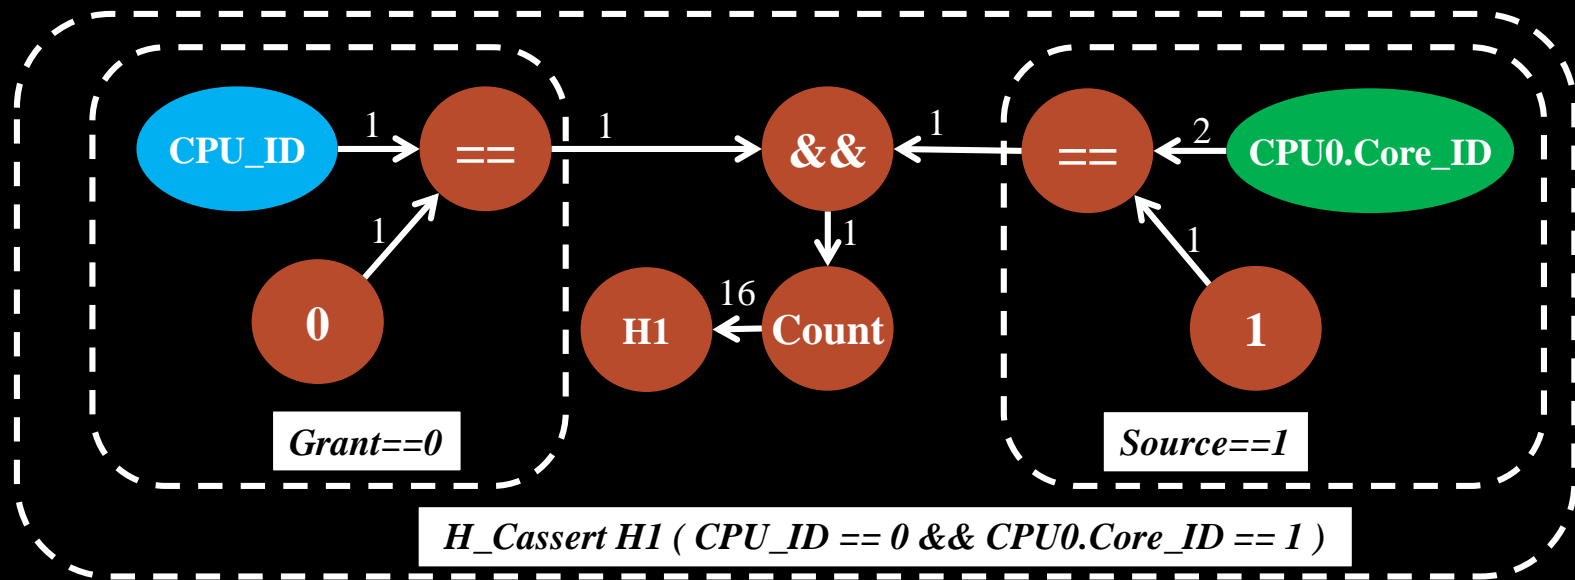 CPU_ID
1
==
1
&&
1
==
2
CPU0.Core_ID
1
1
1
0
H1
16
Count
1
Grant==0
Source==1
H_Cassert H1 ( CPU_ID == 0 && CPU0.Core_ID == 1 )